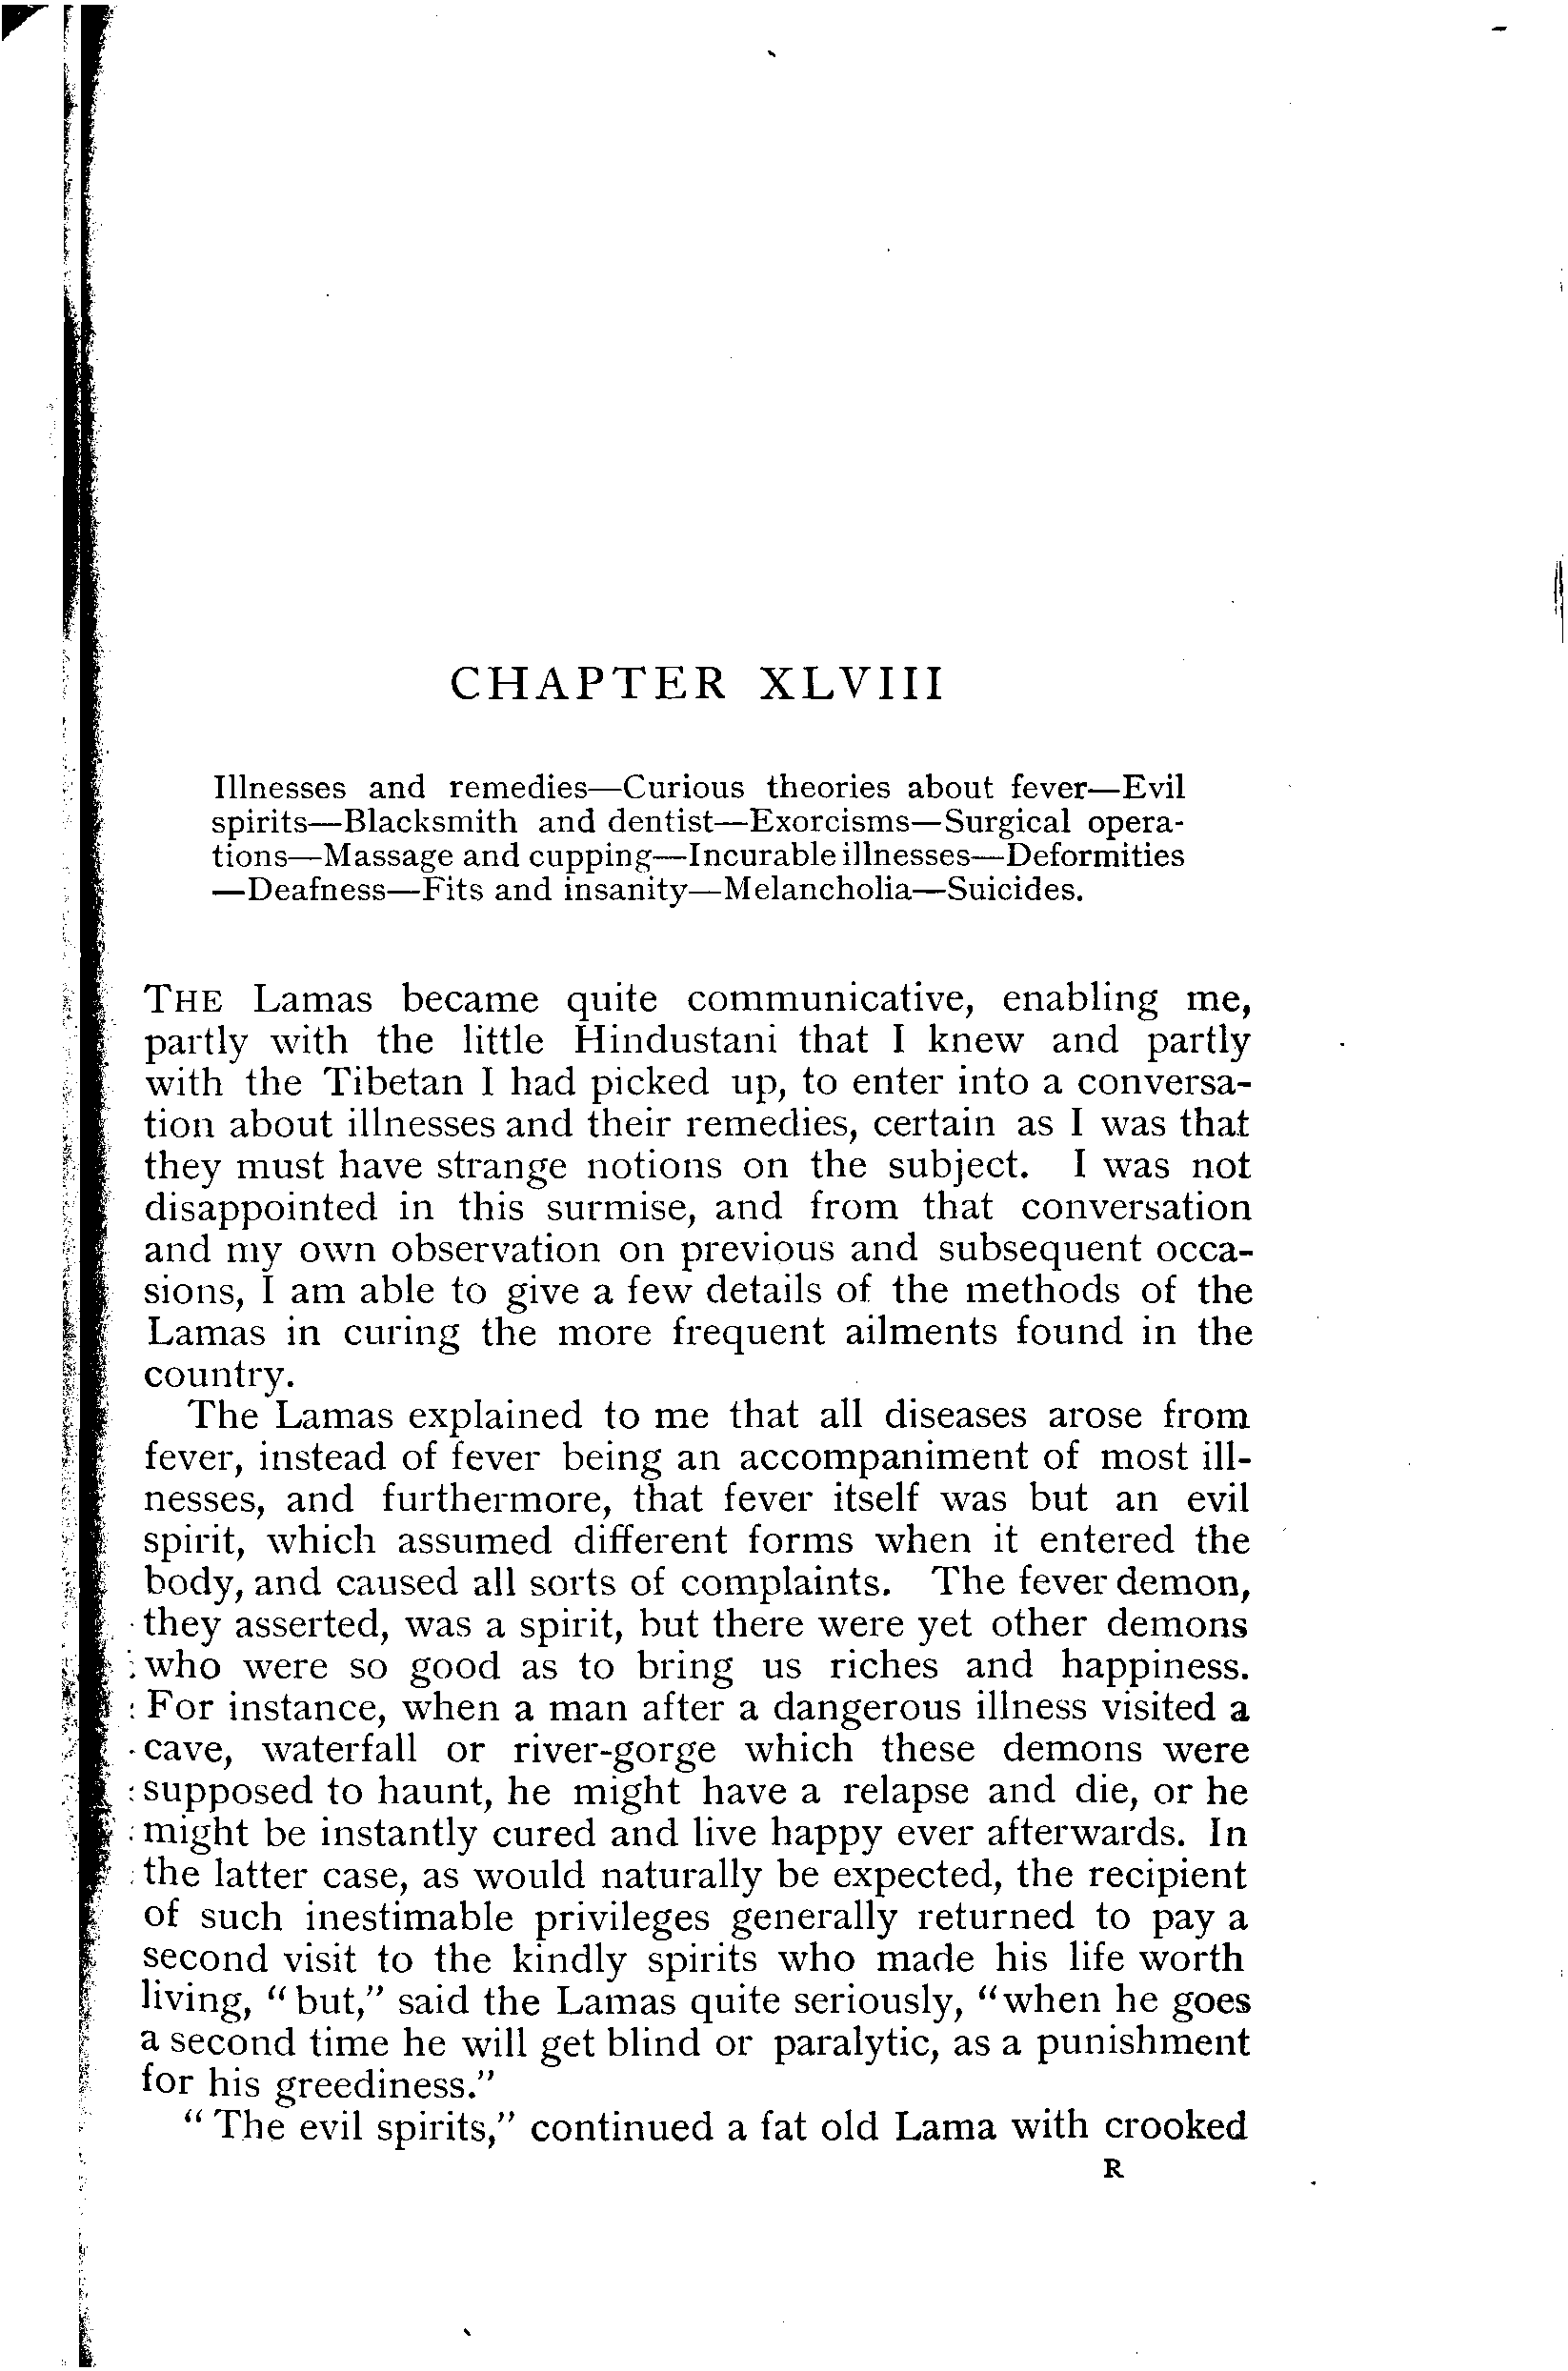 CHAPTER XLVIII
Illnesses and remedies—Curious theories about fever—Evil
spirits—Blacksmith and dentist—Exorcisms—Surgical opera-
tions—Massage and cupping—Incurable illnesses—Deformities
—Deafness—Fits and insanity—Melancholia—Suicides.
THE Lamas became quite communicative, enabling me,
partly with the little Hindustani that I knew and partly
with the Tibetan I had picked up, to enter into a conversa-
tion about illnesses and their remedies, certain as I was that
they must have strange notions on the subject. I was not
disappointed in this surmise, and from that conversation
and my own observation on previous and subsequent occa-
sions, I am able to give a few details of the methods of the
Lamas in curing the more frequent ailments found in the
country.
The Lamas explained to me that all diseases arose from
fever, instead of fever being an accompaniment of most ill-
nesses, and furthermore, that fever itself was but an evil
spirit, which assumed different forms when it entered the
body, and caused all sorts of complaints. The fever demon,
they asserted, was a spirit, but there were yet other demons
who were so good as to bring us riches and happiness.
For instance, when a man after a dangerous illness visited a
cave, waterfall or river-gorge which these demons were
supposed to haunt, he might have a relapse and die, or he
might be instantly cured and live happy ever afterwards. In
the latter case, as would naturally be expected, the recipient
of such inestimable privileges generally returned to pay a
second visit to the kindly spirits who made his life worth
living, "but," said the Lamas quite seriously, "when he goes
a second time he will get blind or paralytic, as a punishment
for his greediness."
"The evil spirits," continued a fat old Lama with crooked
R